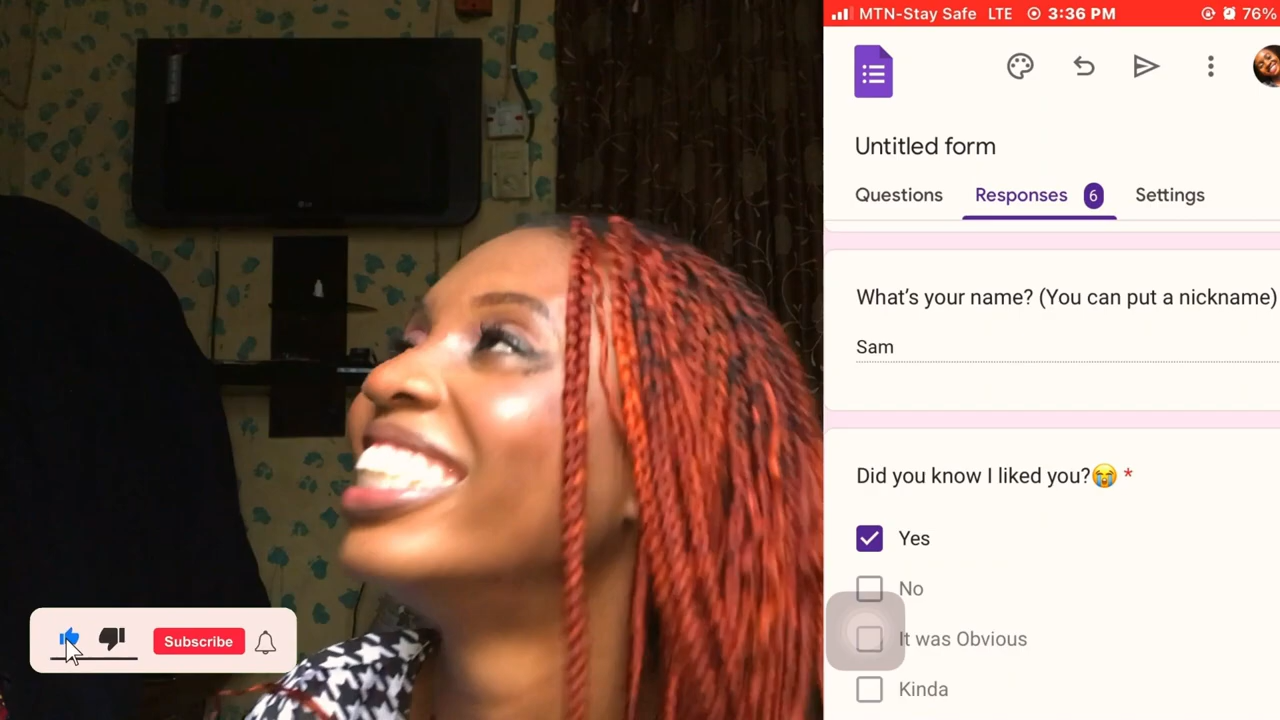 MTN-Stay Safe LTE 3:36 PM 76%
Untitled form
Questions Responses 6 Settings
What's your name? (You can put a nickname)
Sam
Did you know I liked you?😭 *
Yes
No
It was Obvious
Kinda
LG
Subscribe